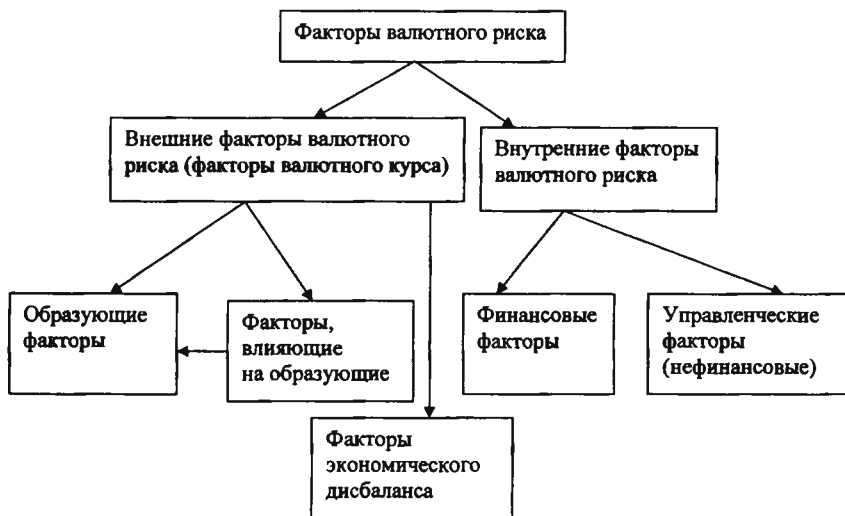 Факторы валютного риска
Внешние факторы валютного
риска (факторы валютного курса)
Внутренние факторы
валютного риска
Образующие
факторы
Факторы,
влияющие
на образующие
Финансовые
факторы
Управленческие
факторы
(нефинансовые)
Факторы
экономического
дисбаланса